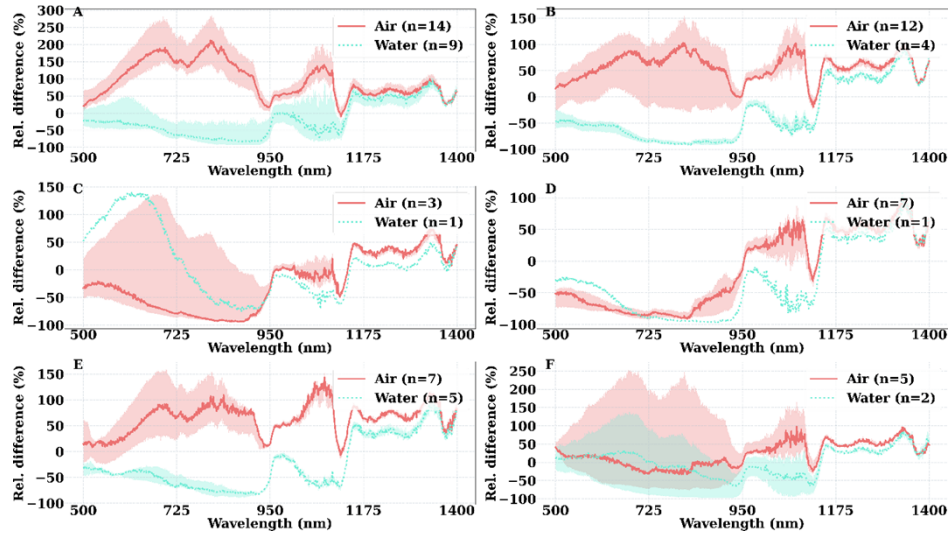 A
Rel. difference (%)
300
250
200
150
100
50
0
−50
−100
Air (n=14)
Water (n=9)
500 725 950 1175 1400
Wavelength (nm)
B
Rel. difference (%)
150
100
50
0
−50
−100
Air (n=12)
Water (n=4)
500 725 950 1175 1400
Wavelength (nm)
C
Rel. difference (%)
150
100
50
0
−50
−100
Air (n=3)
Water (n=1)
500 725 950 1175 1400
Wavelength (nm)
D
Rel. difference (%)
100
50
0
−50
−100
Air (n=7)
Water (n=1)
500 725 950 1175 1400
Wavelength (nm)
E
Rel. difference (%)
150
100
50
0
−50
−100
Air (n=7)
Water (n=5)
500 725 950 1175 1400
Wavelength (nm)
F
Rel. difference (%)
250
200
150
100
50
0
−50
−100
Air (n=5)
Water (n=2)
500 725 950 1175 1400
Wavelength (nm)